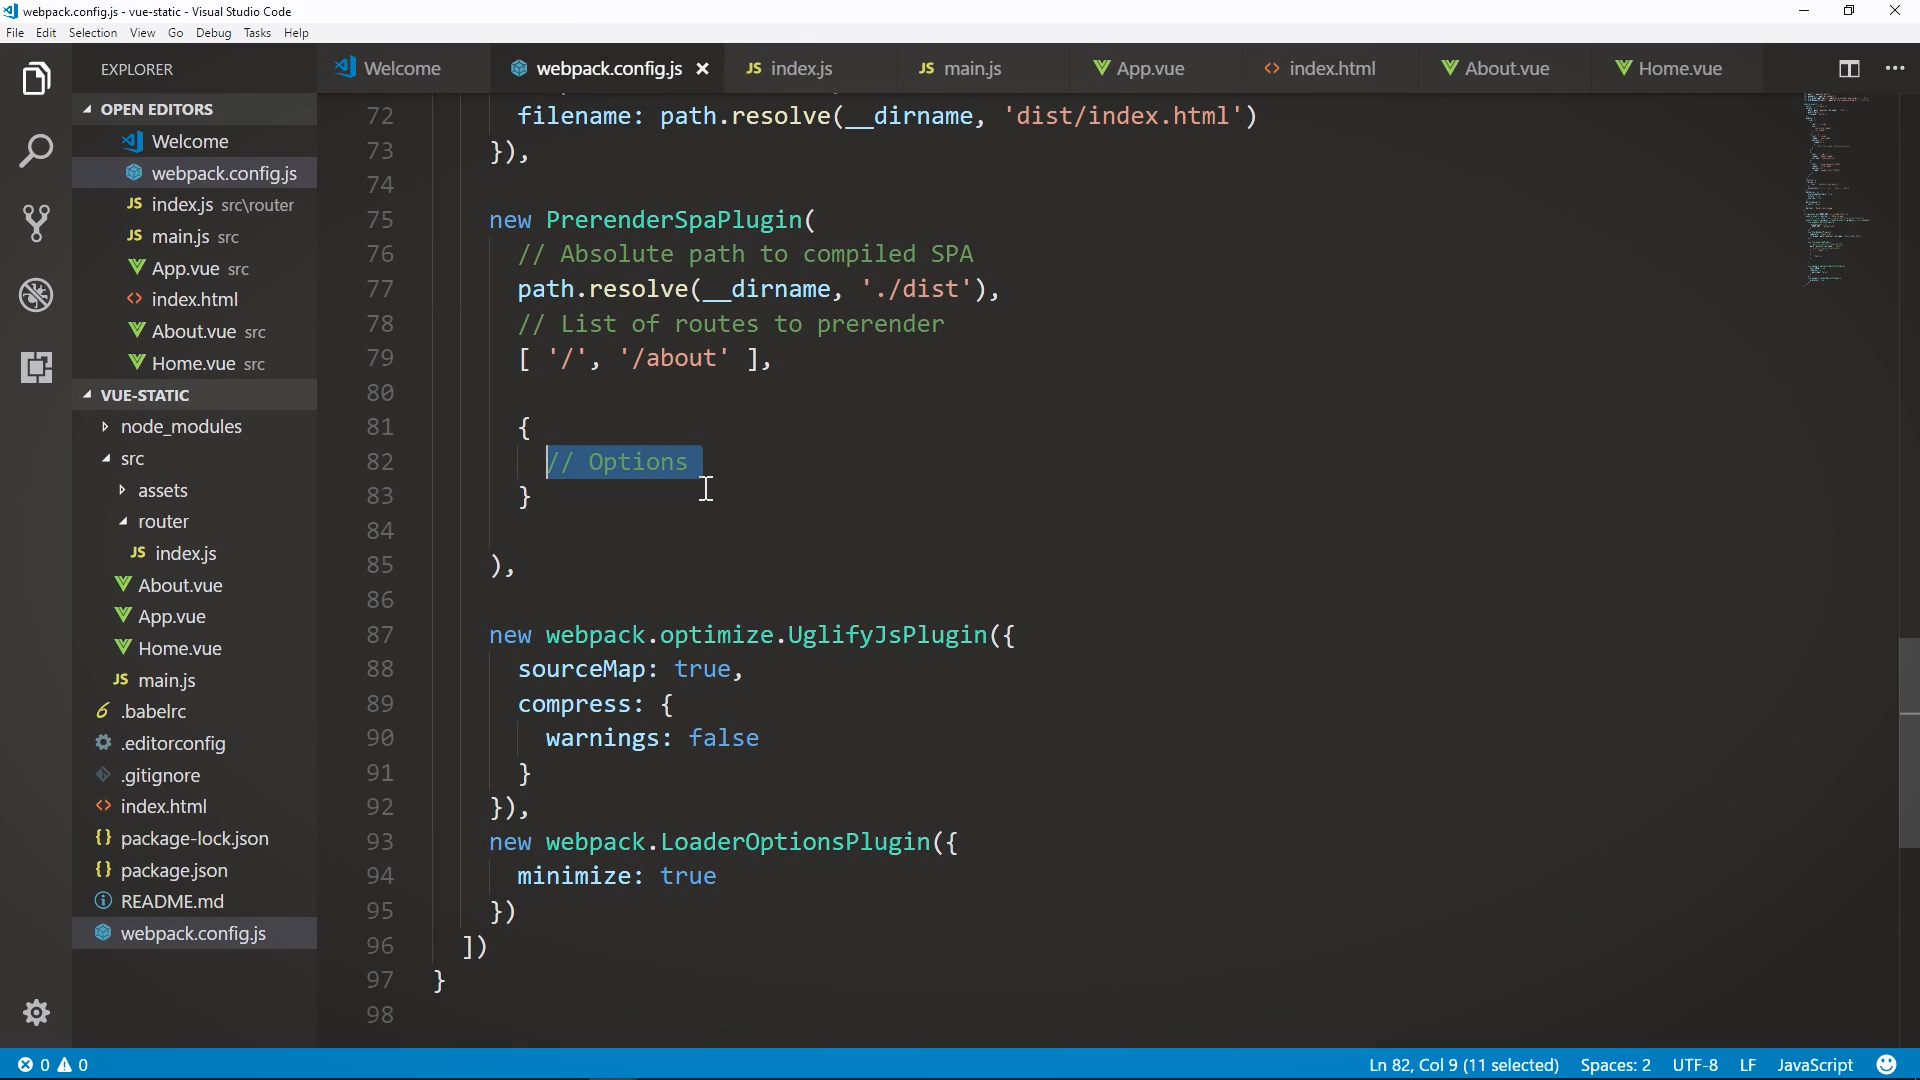 webpack.config.js - vue-static - Visual Studio Code
File Edit Selection View Go Debug Tasks Help
EXPLORER
OPEN EDITORS
Welcome
webpack.config.js
index.js src\router
main.js src
App.vue src
index.html
About.vue src
Home.vue src
VUE-STATIC
node_modules
src
assets
router
JS index.js
About.vue
App.vue
Home.vue
JS main.js
.babelrc
.editorconfig
.gitignore
index.html
package-lock.json
package.json
README.md
webpack.config.js
Welcome webpack.config.js JS index.js JS main.js App.vue index.html About.vue Home.vue
72 filename: path.resolve(__dirname, 'dist/index.html')
73 }),
74
75 new PrerenderSpaPlugin(
76 // Absolute path to compiled SPA
77 path.resolve(__dirname, './dist'),
78 // List of routes to prerender
79 [ '/', '/about' ],
80
81 {
82 // Options
83 }
84
85 ),
86
87 new webpack.optimize.UglifyJsPlugin({
88 sourceMap: true,
89 compress: {
90 warnings: false
91 }
92 }),
93 new webpack.LoaderOptionsPlugin({
94 minimize: true
95 })
96 ])
97 }
98
0 0 Ln 82, Col 9 (11 selected) Spaces: 2 UTF-8 LF JavaScript